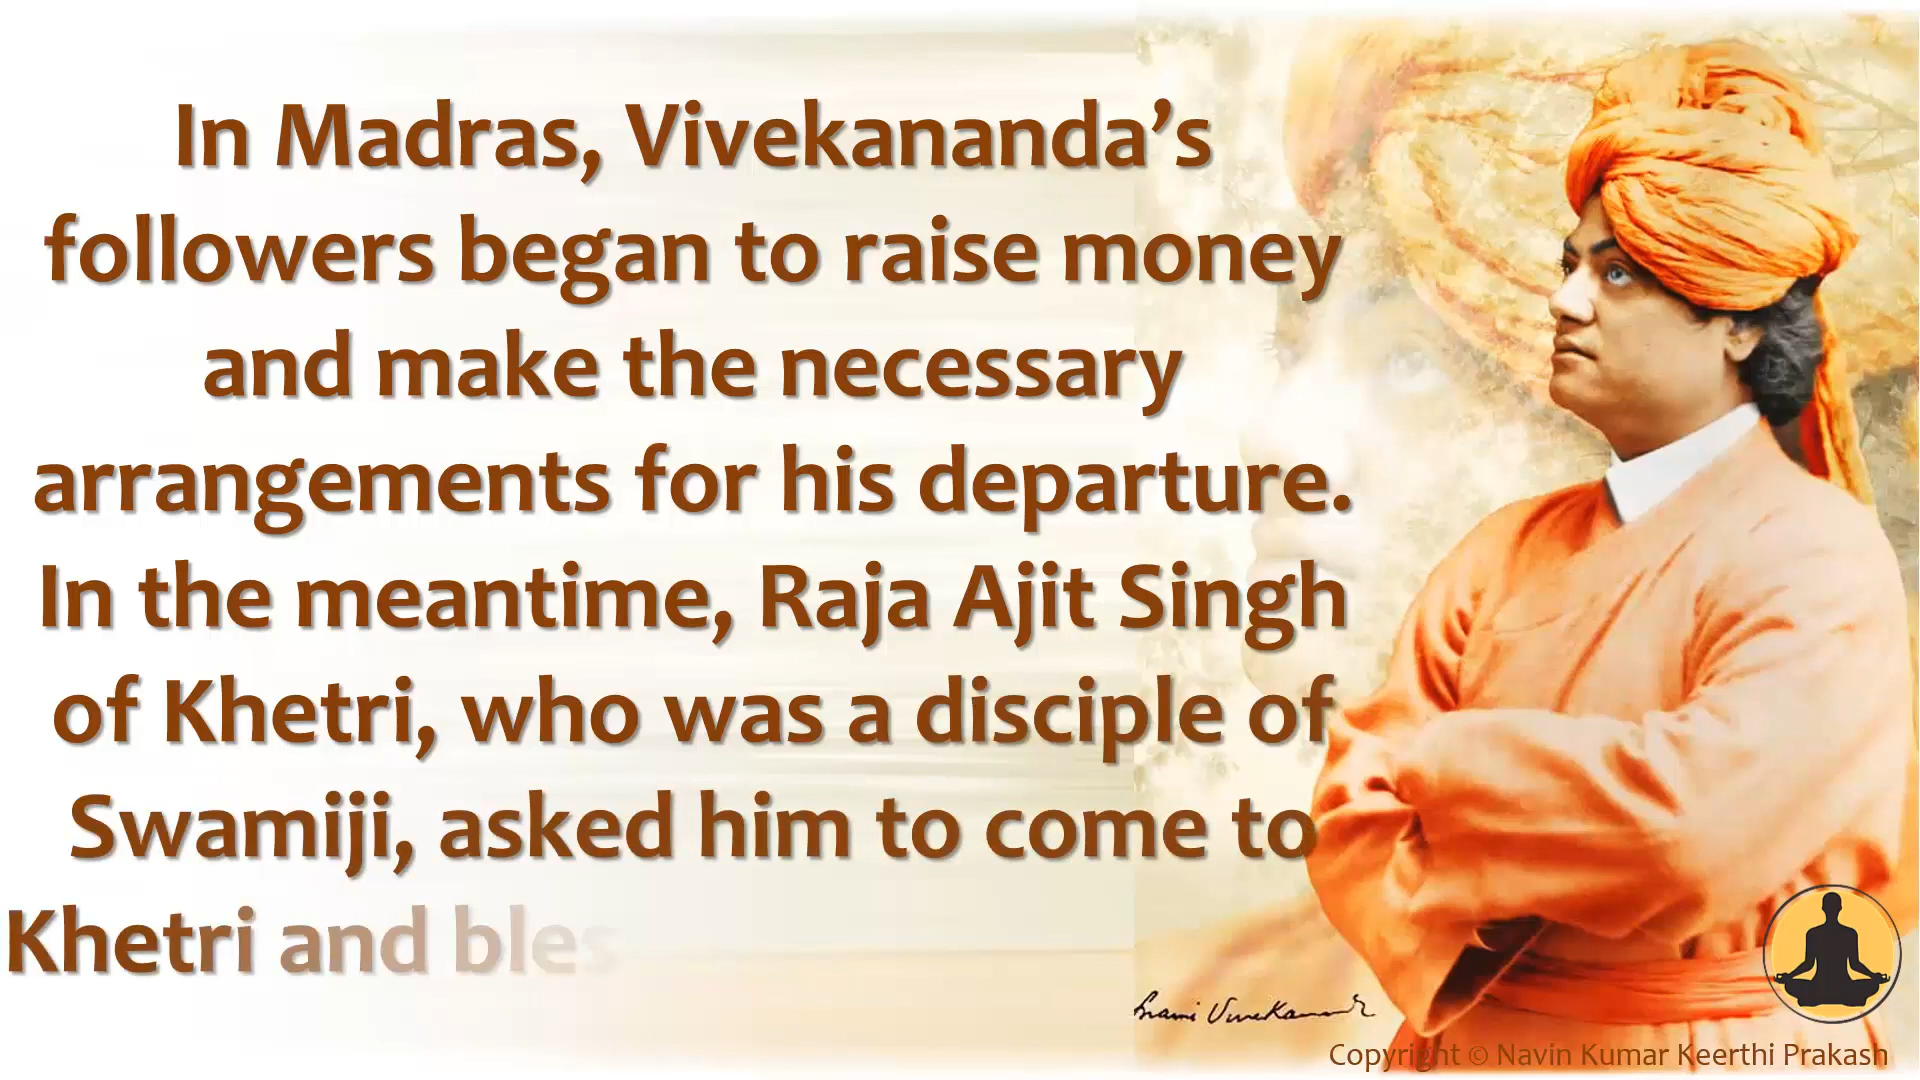 In Madras, Vivekananda’s
followers began to raise money
and make the necessary
arrangements for his departure.
In the meantime, Raja Ajit Singh
of Khetri, who was a disciple of
Swamiji, asked him to come to
Khetri and
Swami Vivekananda
Copyright © Navin Kumar Keerthi Prakash